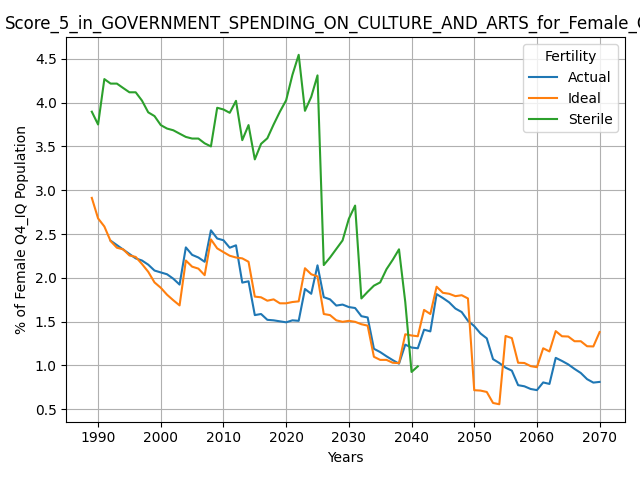 Score_5_in_GOVERNMENT_SPENDING_ON_CULTURE_AND_ARTS_for_Female_
Fertility
Actual
Ideal
Sterile
% of Female Q4_IQ Population
4.5
4.0
3.5
3.0
2.5
2.0
1.5
1.0
0.5
1990 2000 2010 2020 2030 2040 2050 2060 2070
Years